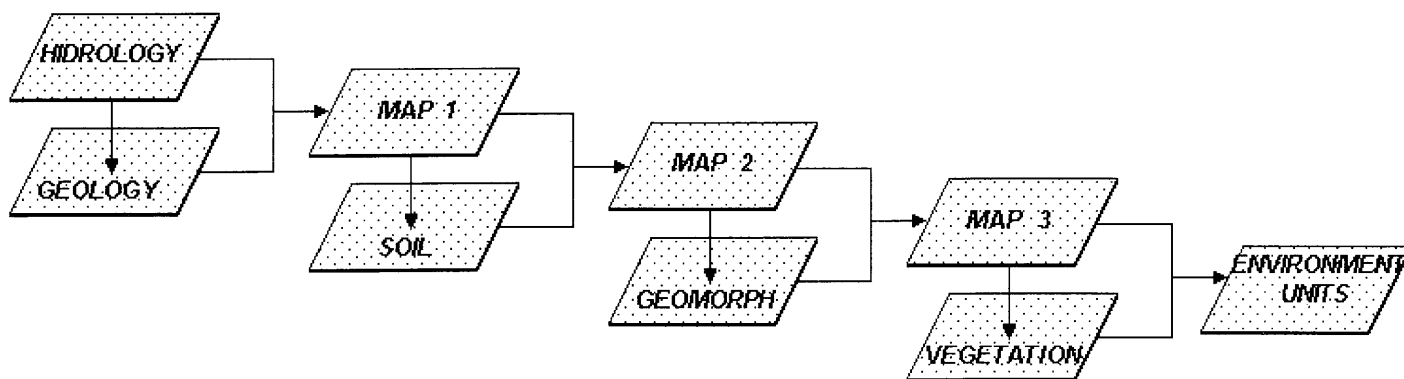 HIDROLOGY
GEOLOGY
MAP 1
SOIL
MAP 2
GEOMORPH
MAP 3
VEGETATION
ENVIRONMENT
UNITS